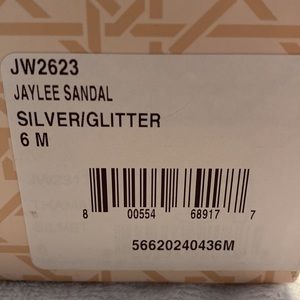 JW2623
JAYLEE SANDAL
SILVER/GLITTER
6 M
8 00554 68917 7
56620240436M